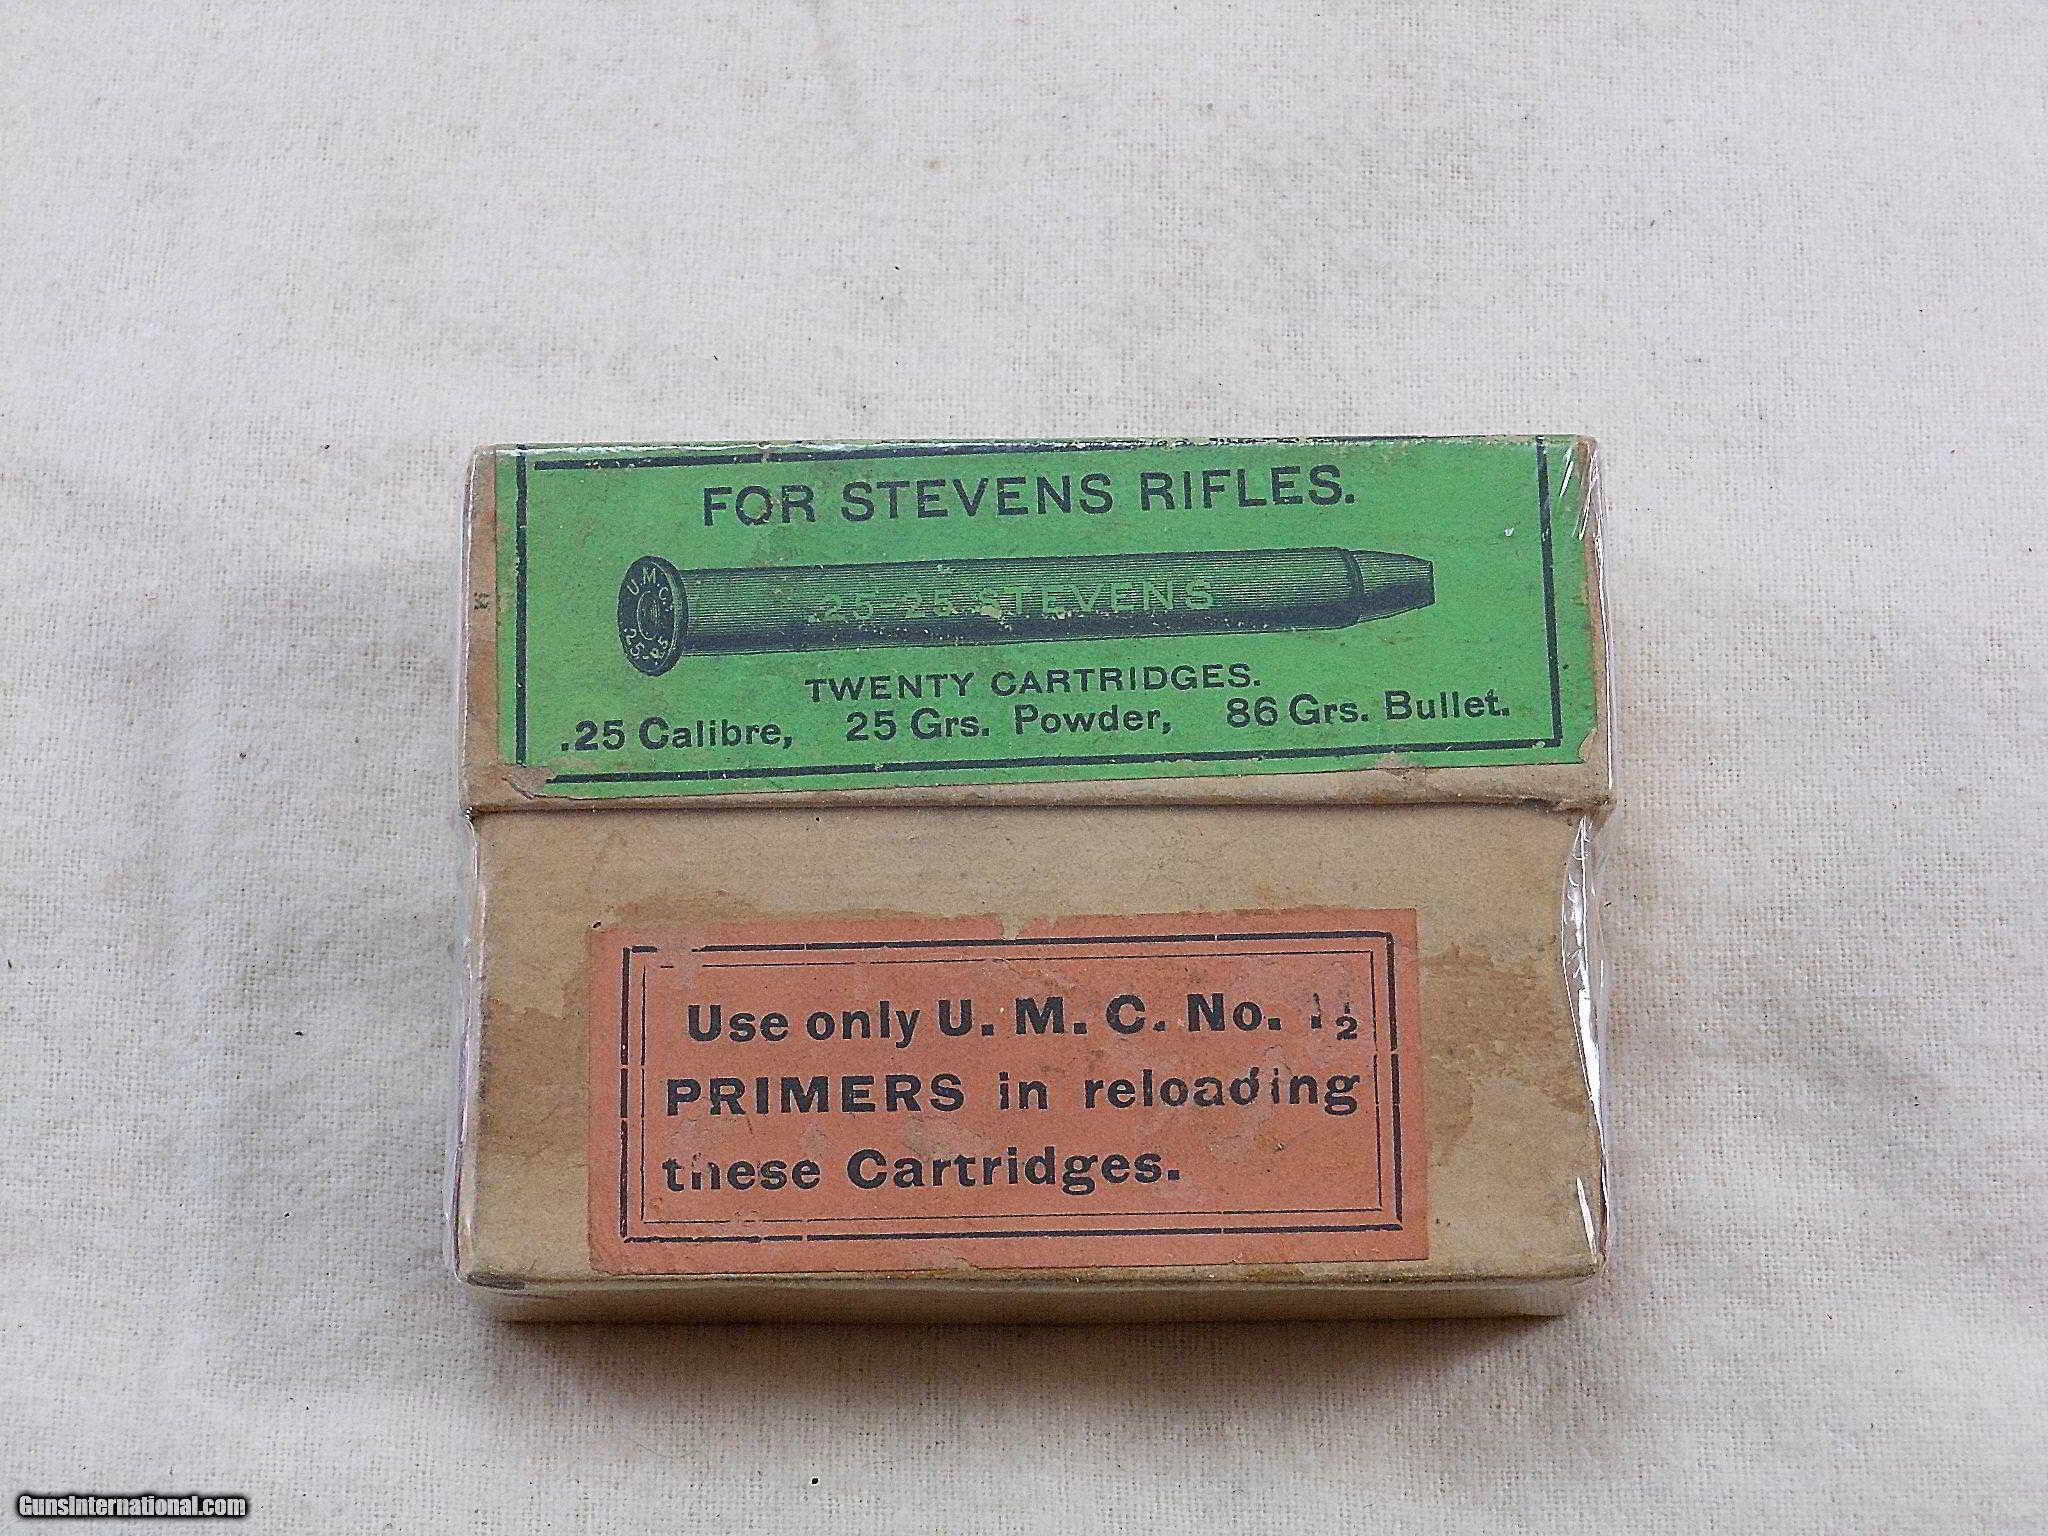 FOR STEVENS RIFLES.
U.M.C.
.25-25
25-25 STEVENS
TWENTY CARTRIDGES.
.25 Calibre, 25 Grs. Powder, 86 Grs. Bullet.
Use only U. M. C. No. 1½
PRIMERS in reloading
these Cartridges.
GunsInternational.com